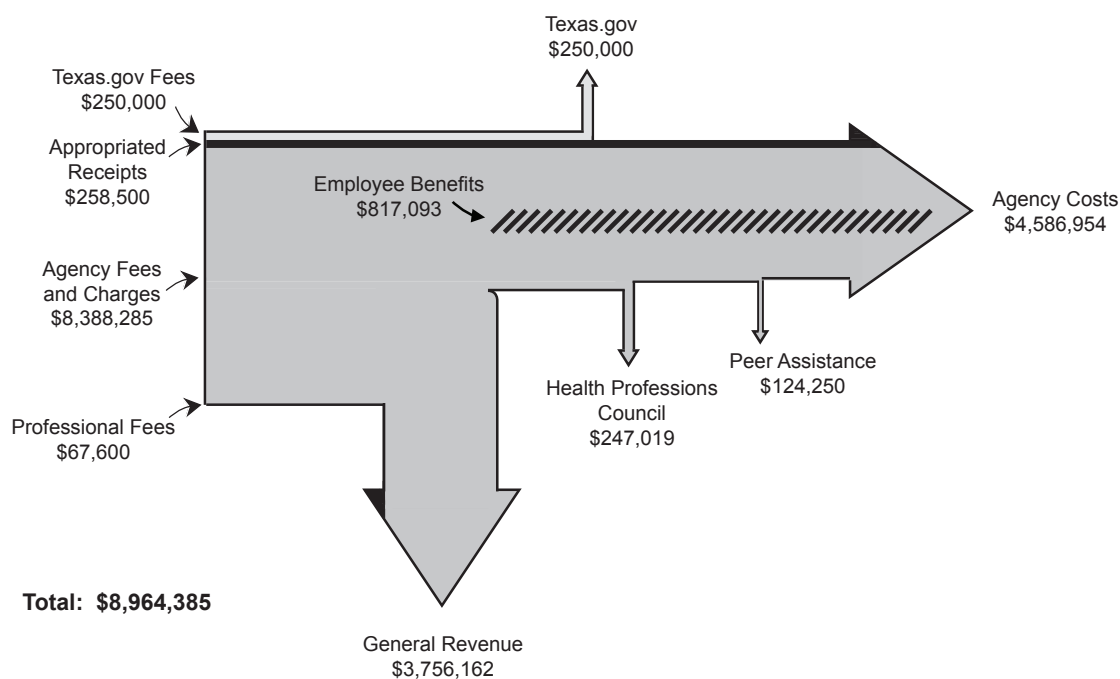 Texas.gov
$250,000
Texas.gov Fees
$250,000
Appropriated
Receipts
$258,500
Employee Benefits
$817,093
Agency Costs
$4,586,954
Agency Fees
and Charges
$8,388,285
Peer Assistance
$124,250
Health Professions
Council
$247,019
Professional Fees
$67,600
Total: $8,964,385
General Revenue
$3,756,162